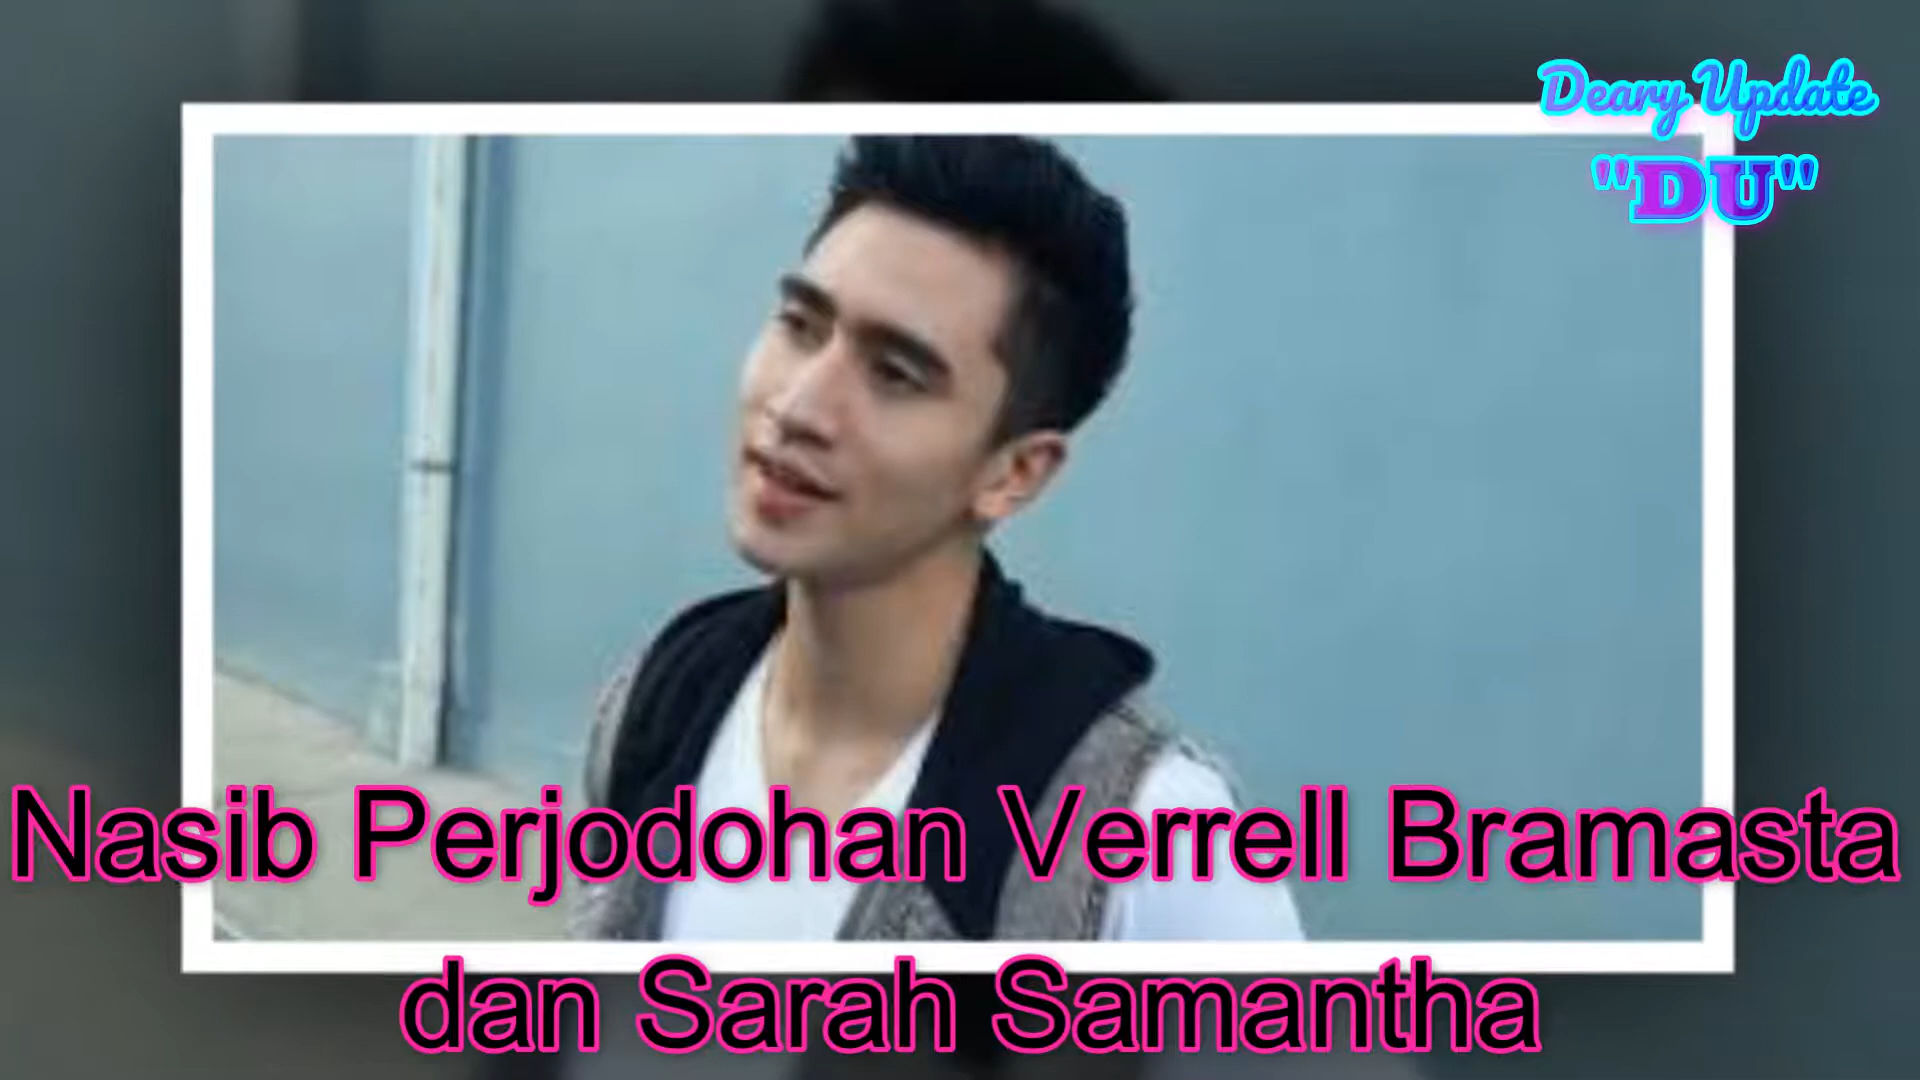 Deary Update
"DU"
Nasib Perjodohan Verrell Bramasta
dan Sarah Samantha